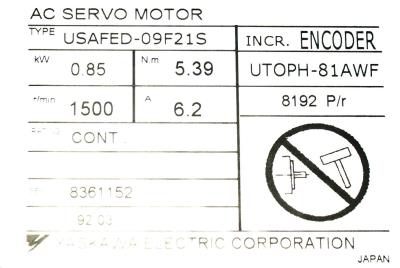 AC SERVO MOTOR
TYPE USAFED-09F21S
INCR. ENCODER
kW 0.85 N.m 5.39
UTOPH-81AWF
r/min 1500 A 6.2
8192 P/r
CONT.
8361152
92.03
YASKAWA ELECTRIC CORPORATION
JAPAN